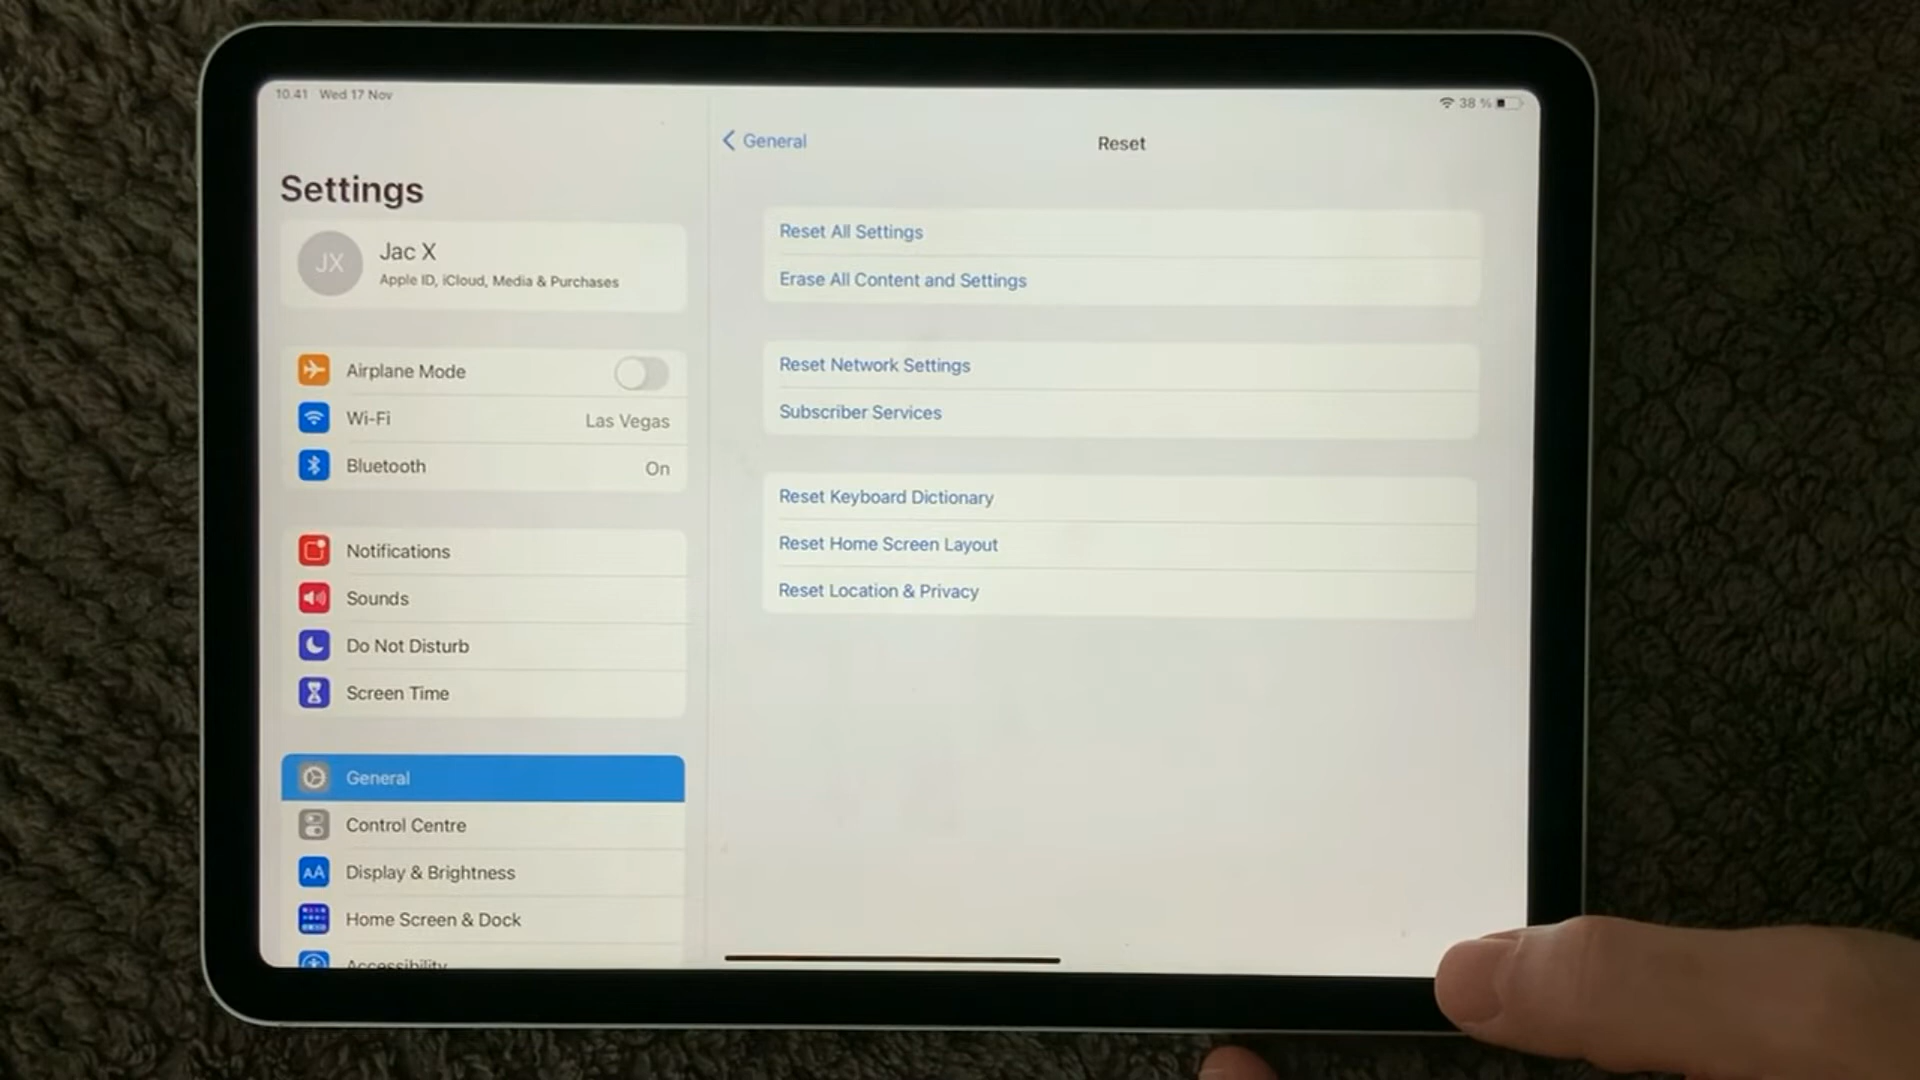 10.41 Wed 17 Nov
38 %
Settings
JX
Jac X
Apple ID, iCloud, Media & Purchases
Airplane Mode
Wi-Fi
Las Vegas
Bluetooth
On
Notifications
Sounds
Do Not Disturb
Screen Time
General
Control Centre
AA
Display & Brightness
Home Screen & Dock
Accessibility
General
Reset
Reset All Settings
Erase All Content and Settings
Reset Network Settings
Subscriber Services
Reset Keyboard Dictionary
Reset Home Screen Layout
Reset Location & Privacy